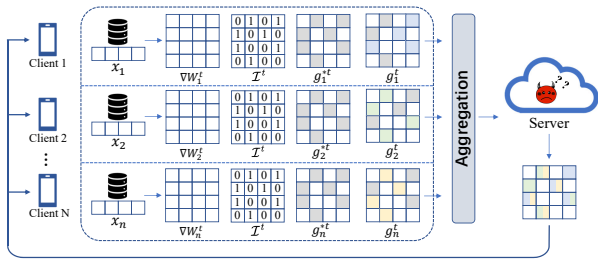 Client 1
x₁
∇W₁ᵗ
0 1 0 1
1 0 1 0
1 0 1 0
0 1 0 0
ℐᵗ
g₁*ᵗ
g₁ᵗ
Client 2
x₂
∇W₂ᵗ
0 1 0 1
1 0 1 0
1 0 1 0
0 1 0 0
ℐᵗ
g₂*ᵗ
g₂ᵗ
⋮
Client N
xₙ
∇Wₙᵗ
0 1 0 1
1 0 1 0
1 0 1 0
0 1 0 0
ℐᵗ
gₙ*ᵗ
gₙᵗ
Aggregation
? ? ?
Server